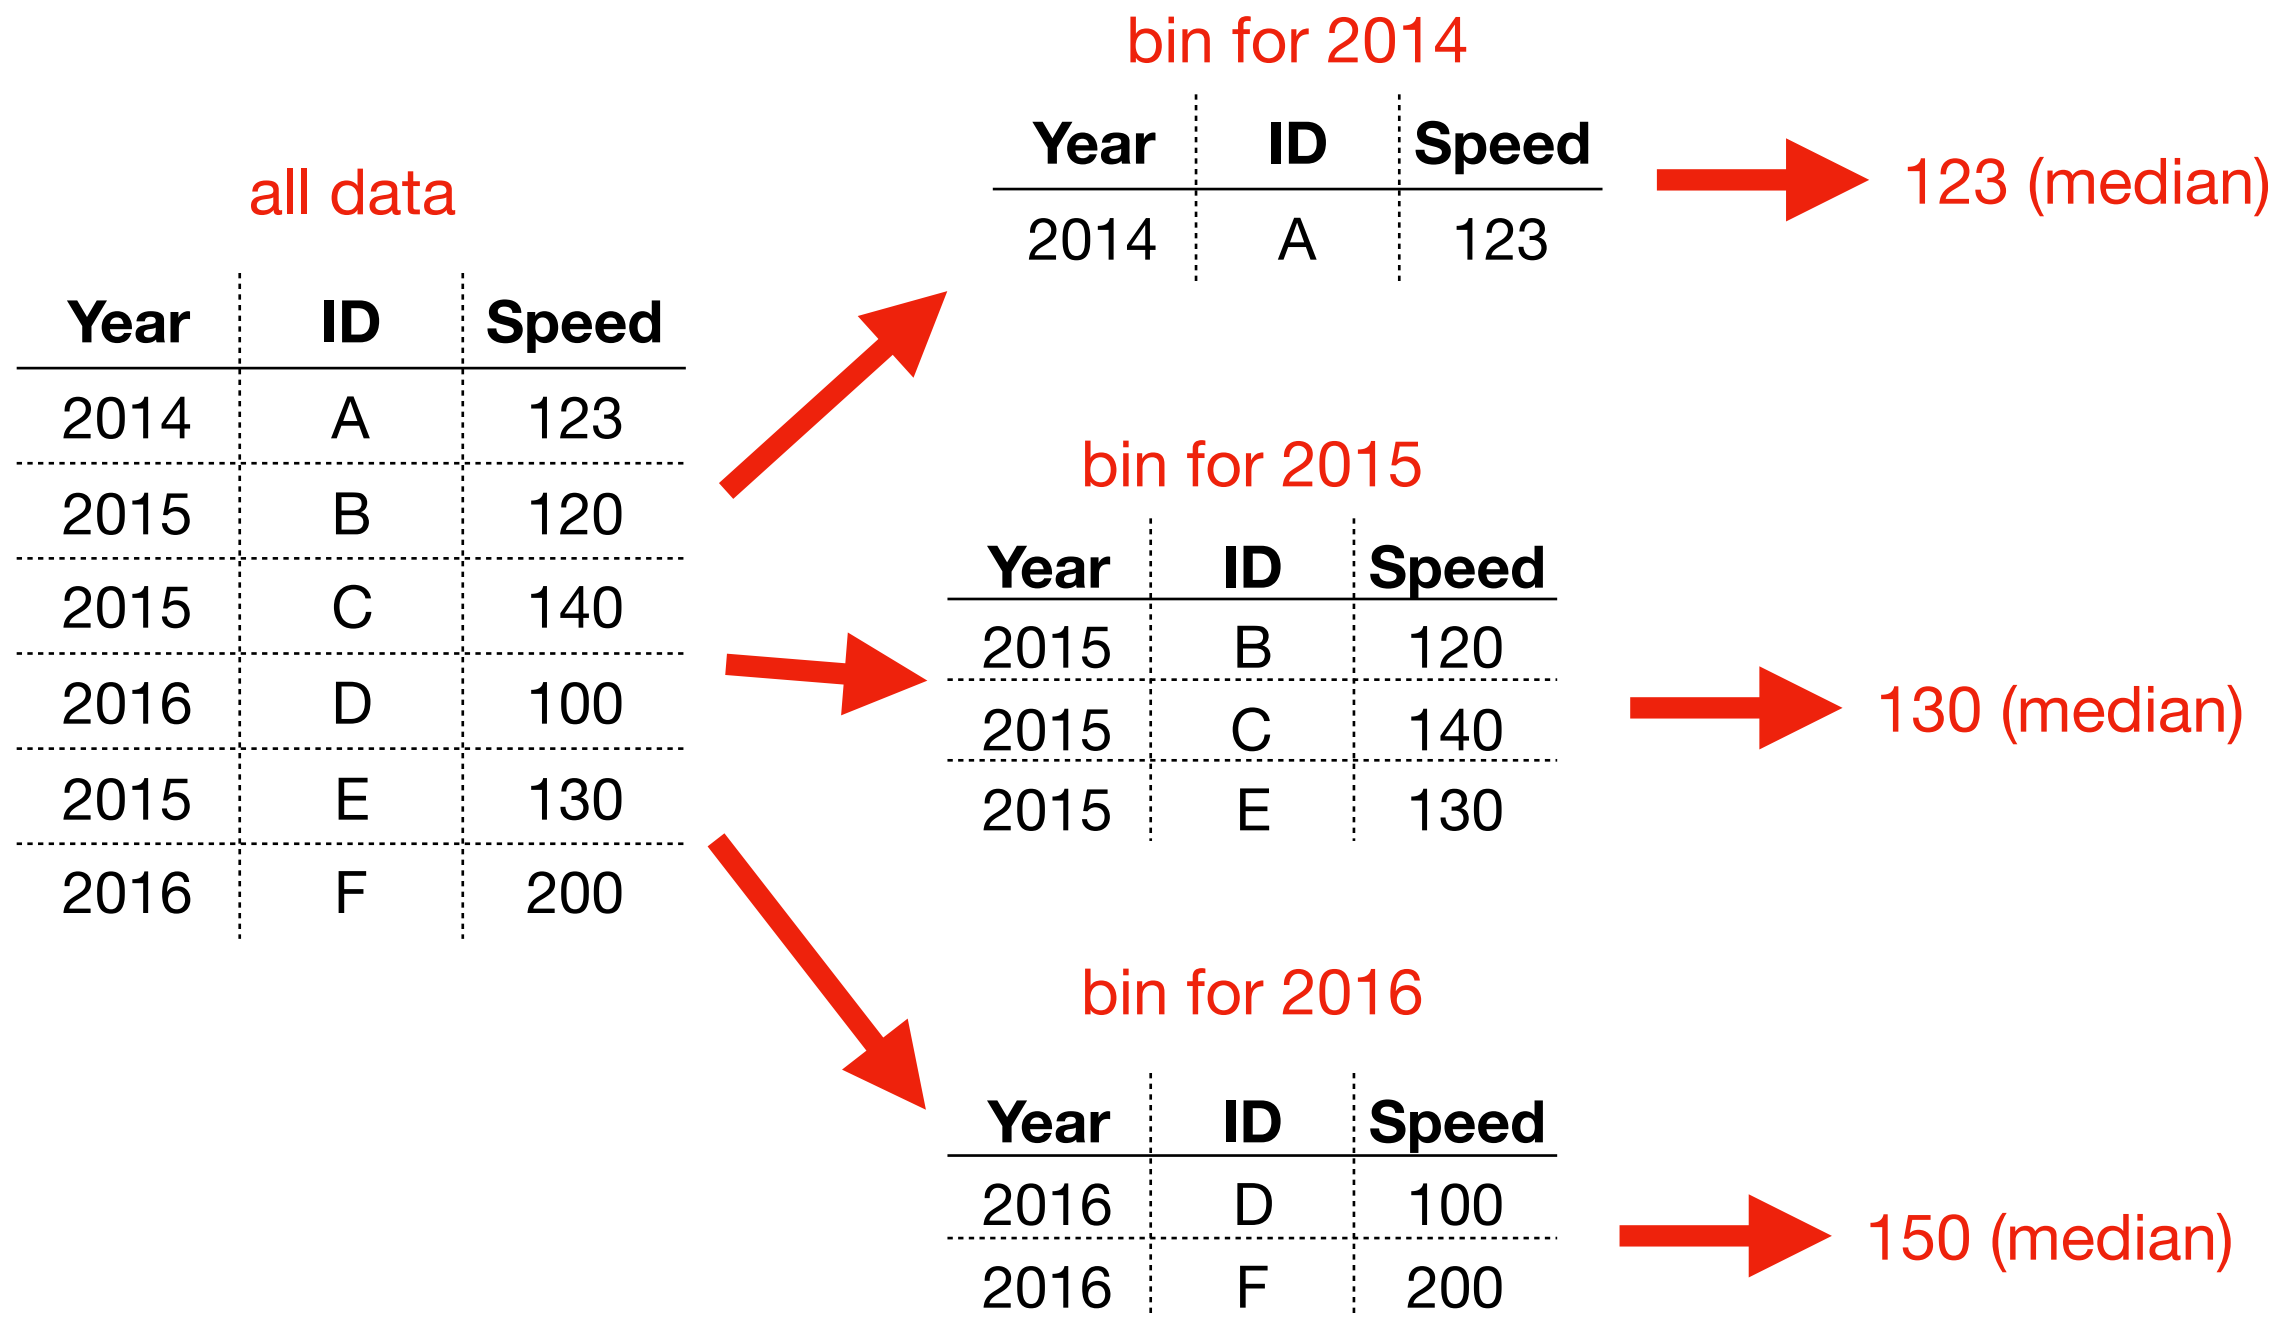 all data
Year ID Speed
2014 A 123
2015 B 120
2015 C 140
2016 D 100
2015 E 130
2016 F 200
bin for 2014
Year ID Speed
2014 A 123
123 (median)
bin for 2015
Year ID Speed
2015 B 120
2015 C 140
2015 E 130
130 (median)
bin for 2016
Year ID Speed
2016 D 100
2016 F 200
150 (median)